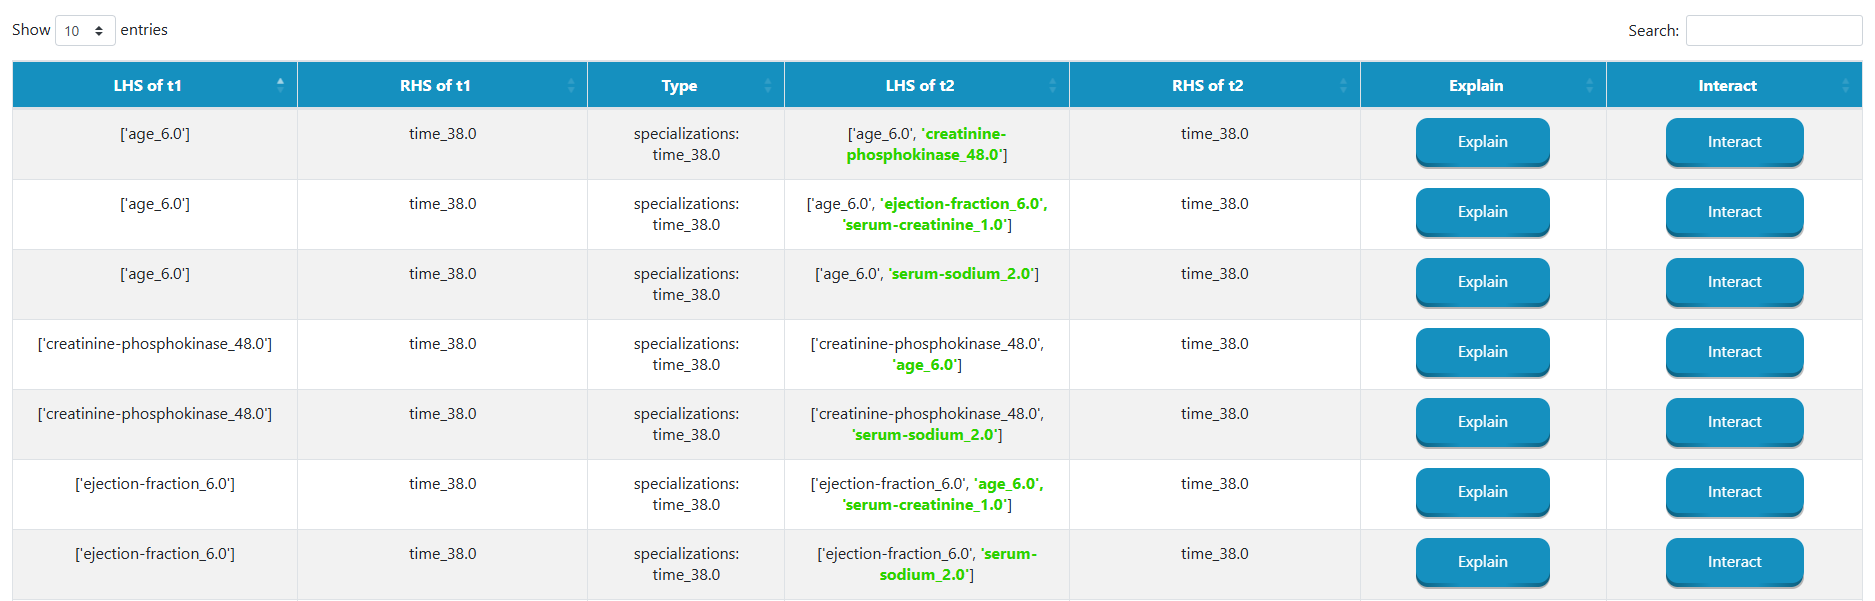 Show 10 entries Search:
LHS of t1 RHS of t1 Type LHS of t2 RHS of t2 Explain Interact
['age_6.0'] time_38.0 specializations: ['age_6.0', 'creatinine- time_38.0 Explain Interact
time_38.0 phosphokinase_48.0']
['age_6.0'] time_38.0 specializations: ['age_6.0', 'ejection-fraction_6.0', time_38.0 Explain Interact
time_38.0 'serum-creatinine_1.0']
['age_6.0'] time_38.0 specializations: ['age_6.0', 'serum-sodium_2.0'] time_38.0 Explain Interact
time_38.0
['creatinine-phosphokinase_48.0'] time_38.0 specializations: ['creatinine-phosphokinase_48.0', time_38.0 Explain Interact
time_38.0 'age_6.0']
['creatinine-phosphokinase_48.0'] time_38.0 specializations: ['creatinine-phosphokinase_48.0', time_38.0 Explain Interact
time_38.0 'serum-sodium_2.0']
['ejection-fraction_6.0'] time_38.0 specializations: ['ejection-fraction_6.0', 'age_6.0', time_38.0 Explain Interact
time_38.0 'serum-creatinine_1.0']
['ejection-fraction_6.0'] time_38.0 specializations: ['ejection-fraction_6.0', 'serum- time_38.0 Explain Interact
time_38.0 sodium_2.0']